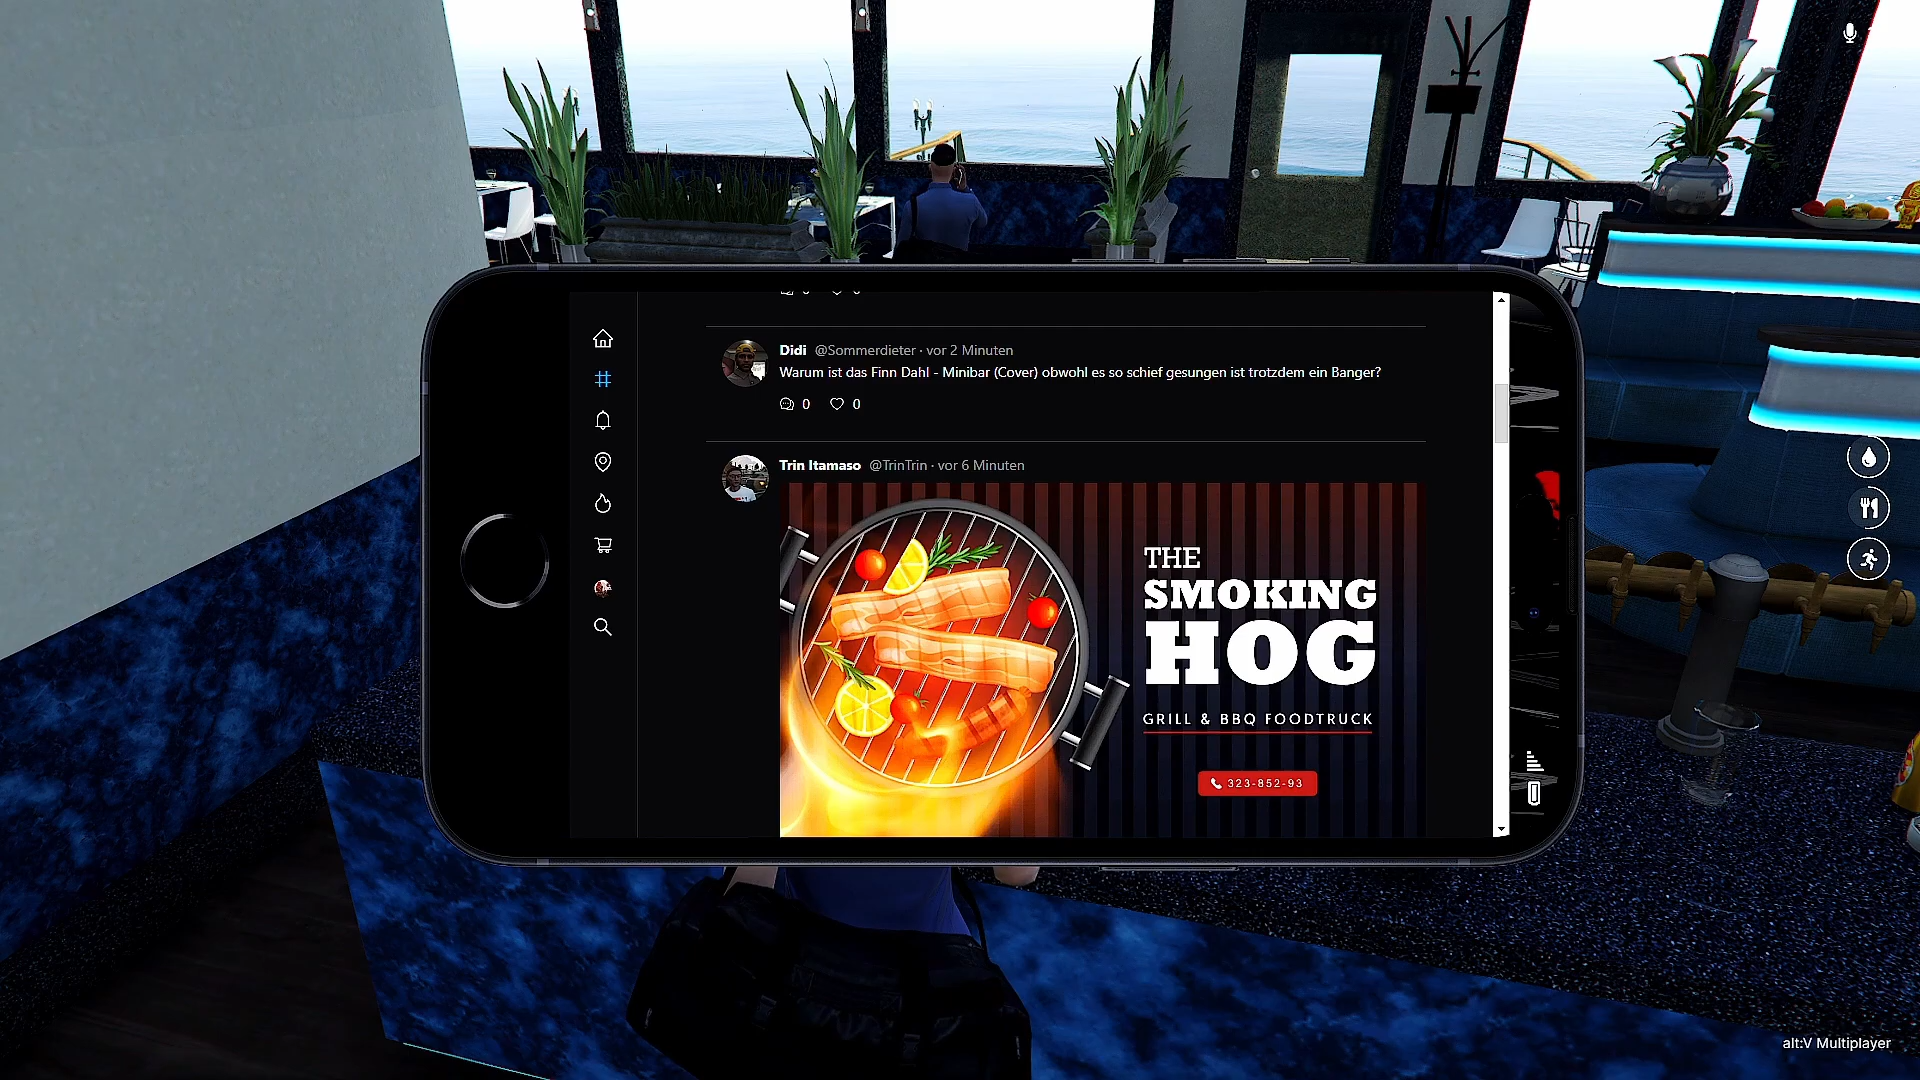 0 0
Didi @Sommerdieter · vor 2 Minuten
Warum ist das Finn Dahl - Minibar (Cover) obwohl es so schief gesungen ist trotzdem ein Banger?
0 0
Trin Itamaso @TrinTrin · vor 6 Minuten
THE
SMOKING
HOG
GRILL & BBQ FOODTRUCK
323-852-93
alt:V Multiplayer